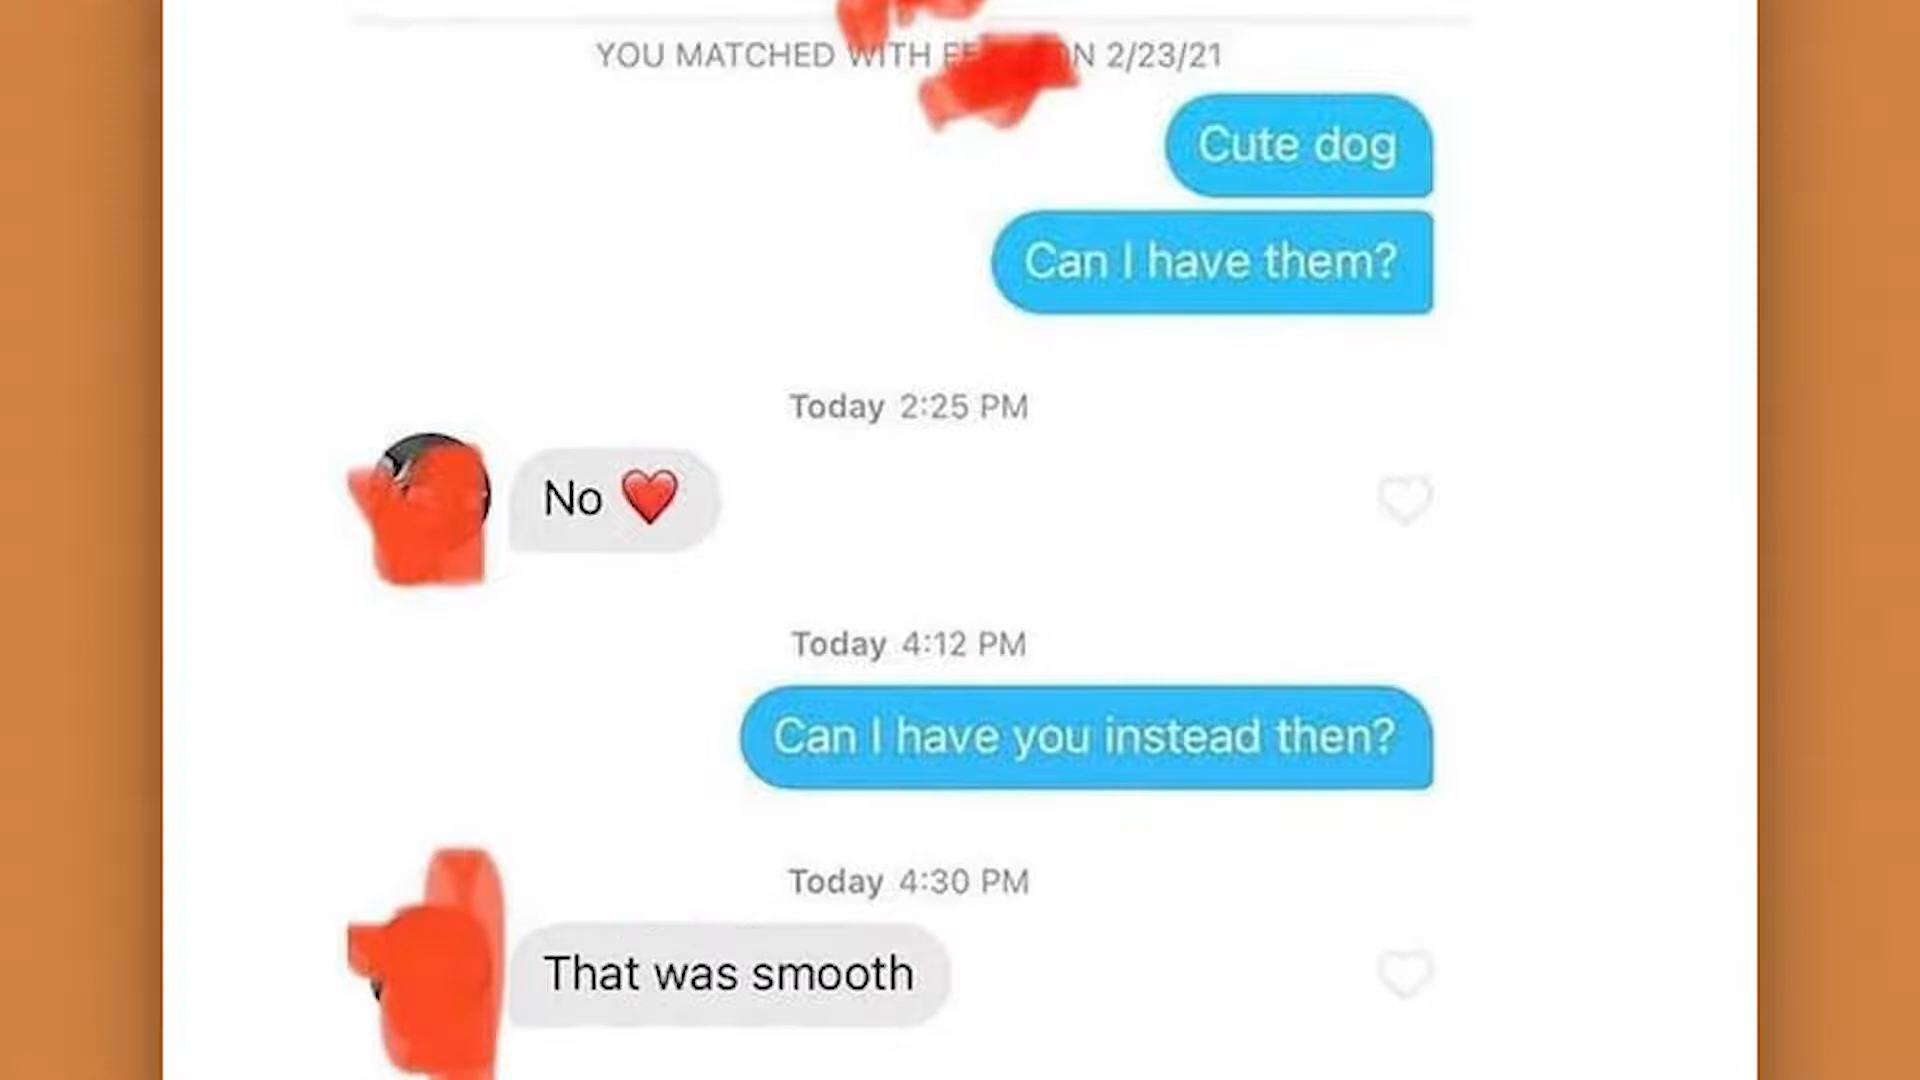 YOU MATCHED WITH ON 2/23/21
Cute dog
Can I have them?
Today 2:25 PM
No ❤️
Today 4:12 PM
Can I have you instead then?
Today 4:30 PM
That was smooth